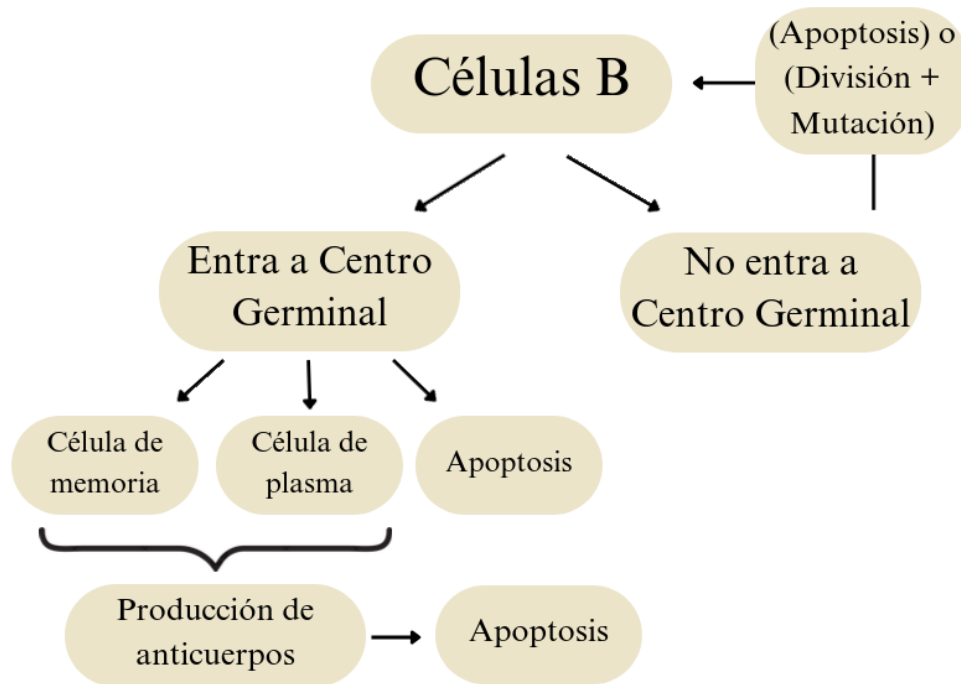 Células B
(Apoptosis) o
(División +
Mutación)
Entra a Centro
Germinal
No entra a
Centro Germinal
Célula de
memoria
Célula de
plasma
Apoptosis
Producción de
anticuerpos
Apoptosis